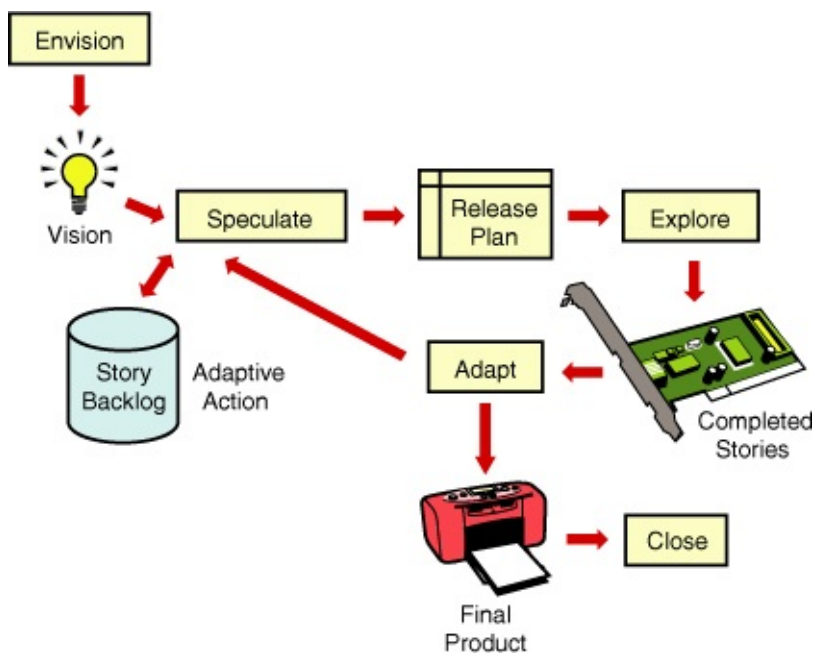 Envision
Vision
Speculate
Release
Plan
Explore
Story
Backlog
Adaptive
Action
Adapt
Completed
Stories
Final
Product
Close